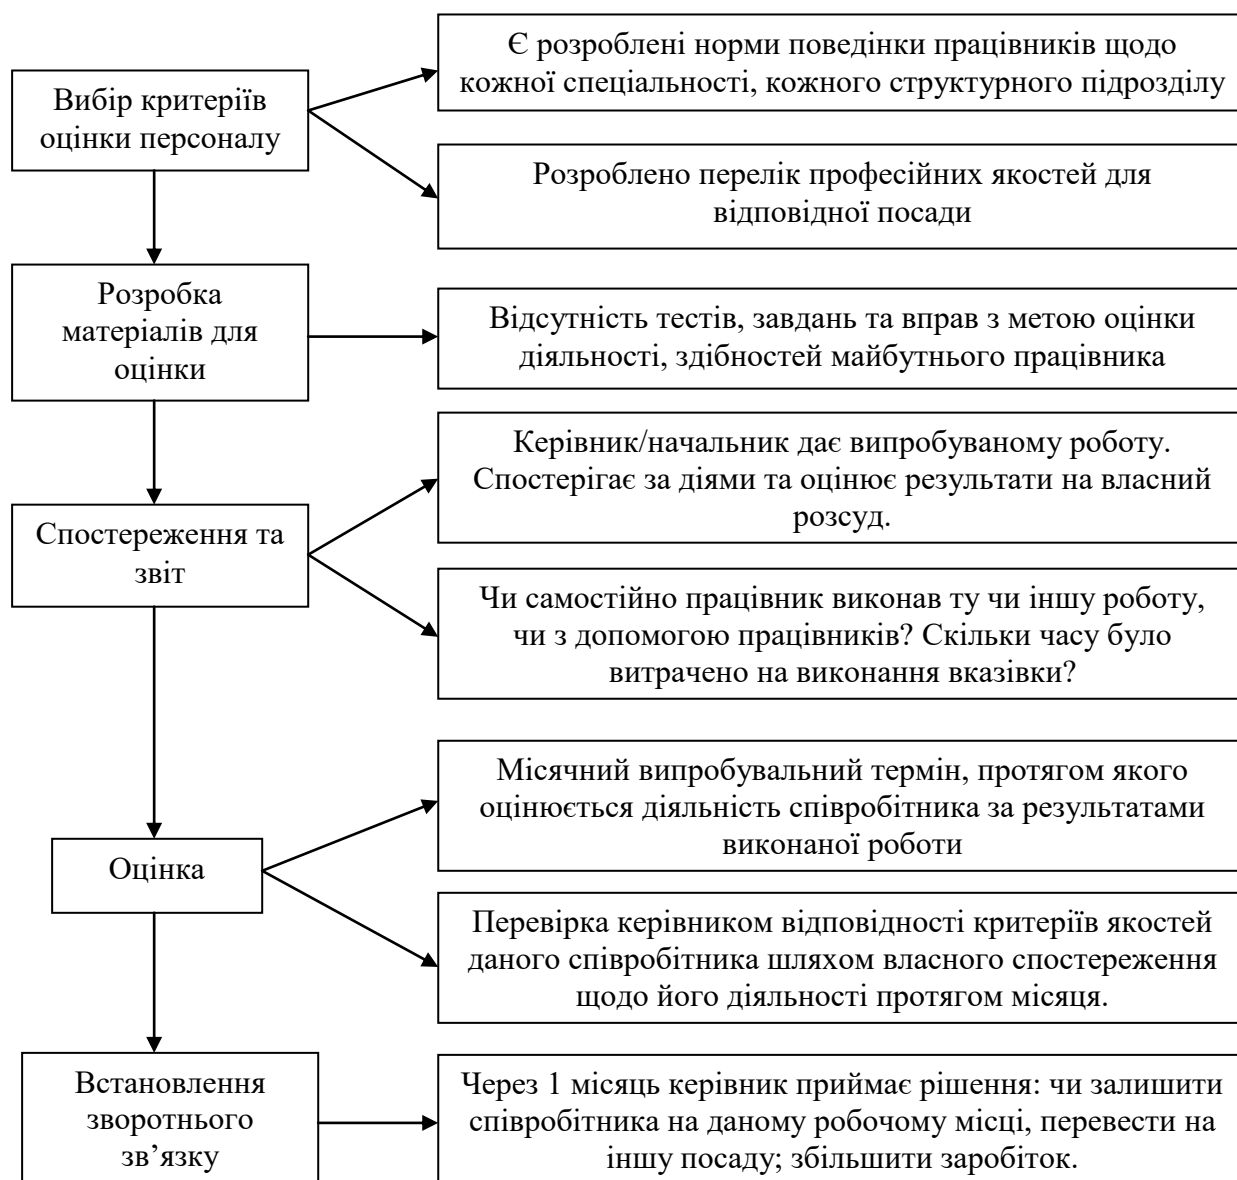 Вибір критеріїв
оцінки персоналу
Є розроблені норми поведінки працівників щодо
кожної спеціальності, кожного структурного підрозділу
Розроблено перелік професійних якостей для
відповідної посади
Розробка
матеріалів для
оцінки
Відсутність тестів, завдань та вправ з метою оцінки
діяльності, здібностей майбутнього працівника
Спостереження та
звіт
Керівник/начальник дає випробуваному роботу.
Спостерігає за діями та оцінює результати на власний
розсуд.
Чи самостійно працівник виконав ту чи іншу роботу,
чи з допомогою працівників? Скільки часу було
витрачено на виконання вказівки?
Оцінка
Місячний випробувальний термін, протягом якого
оцінюється діяльність співробітника за результатами
виконаної роботи
Перевірка керівником відповідності критеріїв якостей
даного співробітника шляхом власного спостереження
щодо його діяльності протягом місяця.
Встановлення
зворотнього
зв’язку
Через 1 місяць керівник приймає рішення: чи залишити
співробітника на даному робочому місці, перевести на
іншу посаду; збільшити заробіток.